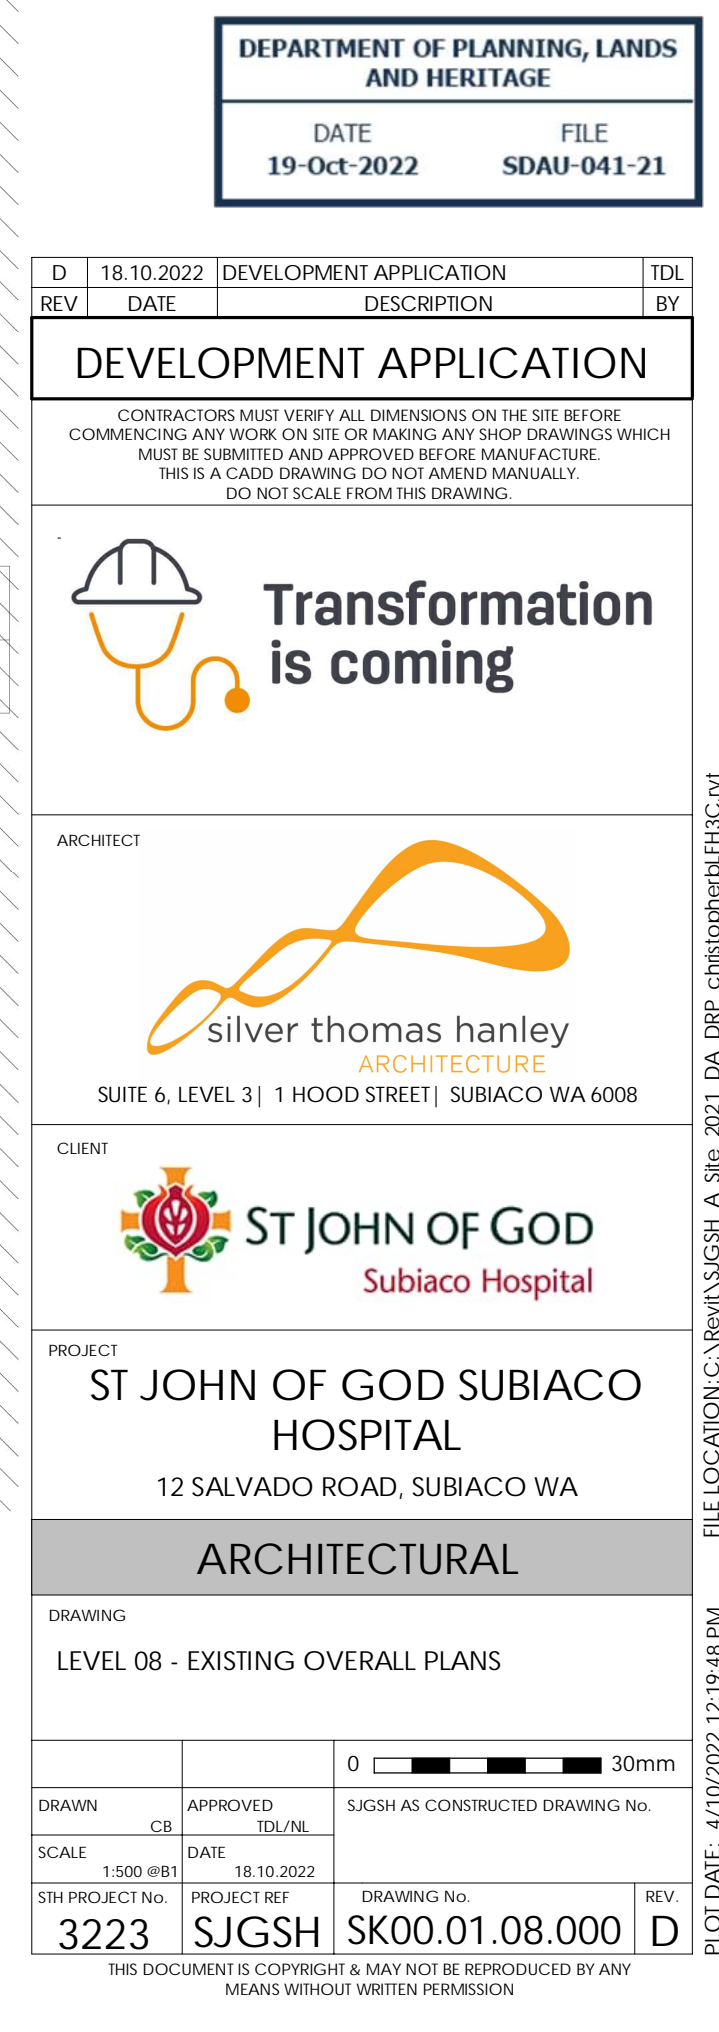 DEPARTMENT OF PLANNING, LANDS
AND HERITAGE
DATE FILE
19-Oct-2022 SDAU-041-21
D 18.10.2022 DEVELOPMENT APPLICATION TDL
REV DATE DESCRIPTION BY
DEVELOPMENT APPLICATION
CONTRACTORS MUST VERIFY ALL DIMENSIONS ON THE SITE BEFORE
COMMENCING ANY WORK ON SITE OR MAKING ANY SHOP DRAWINGS WHICH
MUST BE SUBMITTED AND APPROVED BEFORE MANUFACTURE.
THIS IS A CADD DRAWING DO NOT AMEND MANUALLY.
DO NOT SCALE FROM THIS DRAWING.
-
Transformation
is coming
ARCHITECT
silver thomas hanley
ARCHITECTURE
SUITE 6, LEVEL 3| 1 HOOD STREET| SUBIACO WA 6008
CLIENT
ST JOHN OF GOD
Subiaco Hospital
PROJECT
ST JOHN OF GOD SUBIACO
HOSPITAL
12 SALVADO ROAD, SUBIACO WA
ARCHITECTURAL
DRAWING
LEVEL 08 - EXISTING OVERALL PLANS
0 30mm
DRAWN APPROVED SJGSH AS CONSTRUCTED DRAWING No.
CB TDL/NL
SCALE DATE
1:500 @B1 18.10.2022
STH PROJECT No. PROJECT REF DRAWING No. REV.
3223 SJGSH SK00.01.08.000 D
THIS DOCUMENT IS COPYRIGHT & MAY NOT BE REPRODUCED BY ANY
MEANS WITHOUT WRITTEN PERMISSION
PLOT DATE: 4/10/2022 12:19:48 PM FILE LOCATION:C:\Revit\SJGSH_A_Site_2021_DA_DRP_christopherbLFH3C.rvt